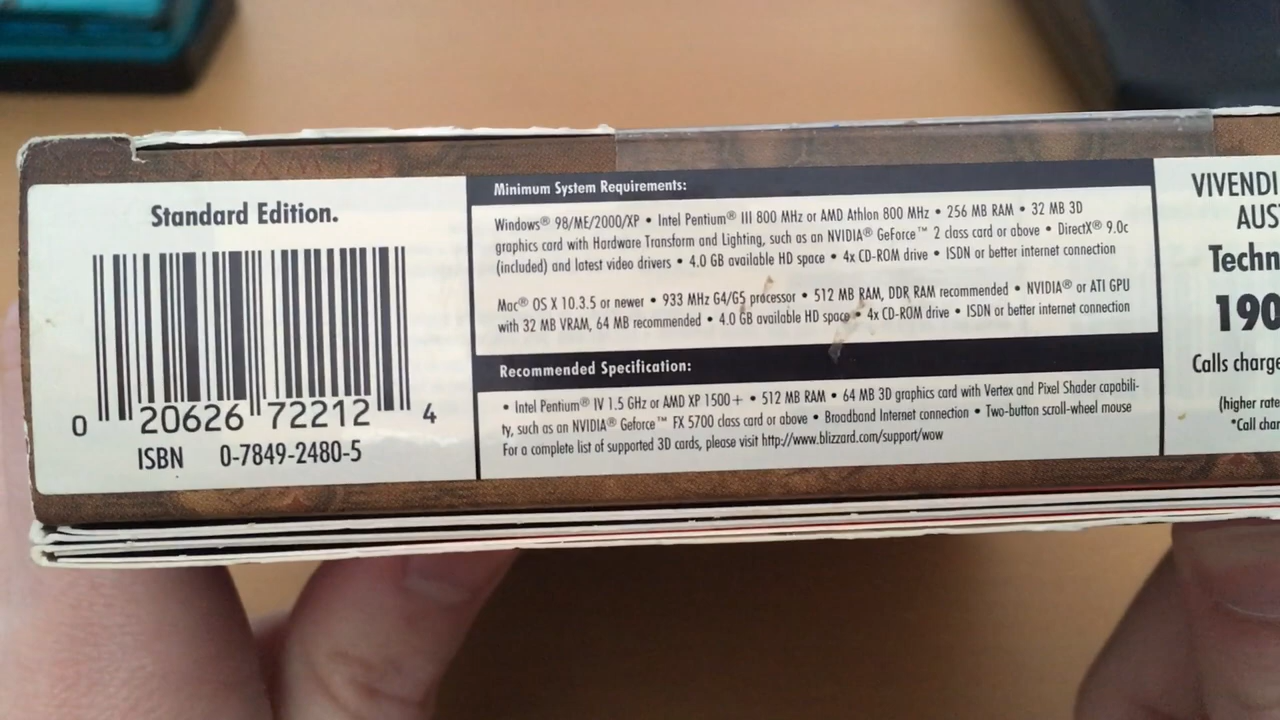 Standard Edition.
0 20626 72212 4
ISBN 0-7849-2480-5
Minimum System Requirements:
Windows® 98/ME/2000/XP • Intel Pentium® III 800 MHz or AMD Athlon 800 MHz • 256 MB RAM • 32 MB 3D
graphics card with Hardware Transform and Lighting, such as an NVIDIA® GeForce™ 2 class card or above • DirectX® 9.0c
(included) and latest video drivers • 4.0 GB available HD space • 4x CD-ROM drive • ISDN or better internet connection
Mac® OS X 10.3.5 or newer • 933 MHz G4/G5 processor • 512 MB RAM, DDR RAM recommended • NVIDIA® or ATI GPU
with 32 MB VRAM, 64 MB recommended • 4.0 GB available HD space • 4x CD-ROM drive • ISDN or better internet connection
Recommended Specification:
• Intel Pentium® IV 1.5 GHz or AMD XP 1500+ • 512 MB RAM • 64 MB 3D graphics card with Vertex and Pixel Shader capabili-
ty, such as an NVIDIA® Geforce™ FX 5700 class card or above • Broadband Internet connection • Two-button scroll-wheel mouse
For a complete list of supported 3D cards, please visit http://www.blizzard.com/support/wow
VIVENDI
AUS
Techn
190
Calls charge
(higher rate
*Call char